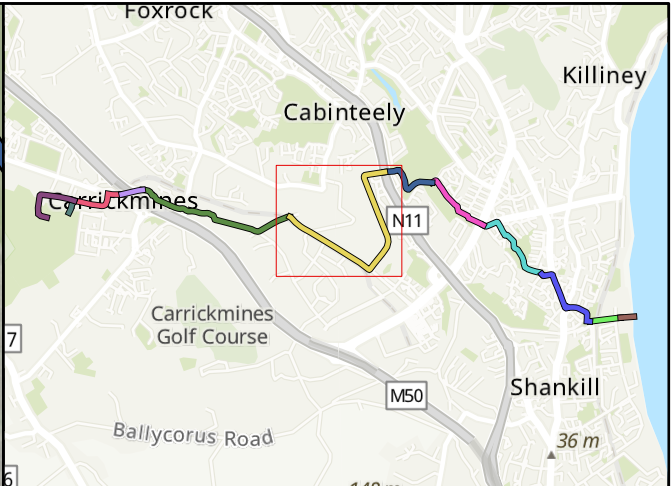 Foxrock
Killiney
Cabinteely
Carrickmines
N11
Carrickmines
Golf Course
7
M50
Shankill
Ballycorus Road
36 m
6